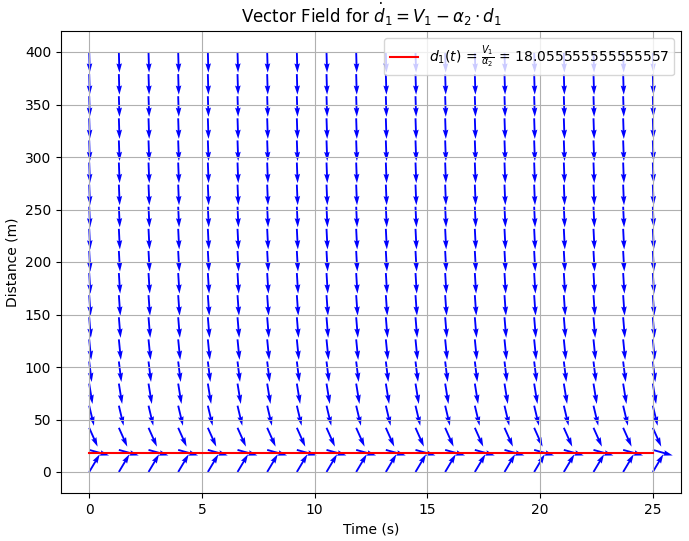 Vector Field for $\dot{d}_1 = V_1 - \alpha_2 \cdot d_1$
$d_1(t) = \frac{V_1}{\alpha_2}$ = 18.055555555555557
400
350
300
250
200
150
100
50
0
Distance (m)
0 5 10 15 20 25
Time (s)